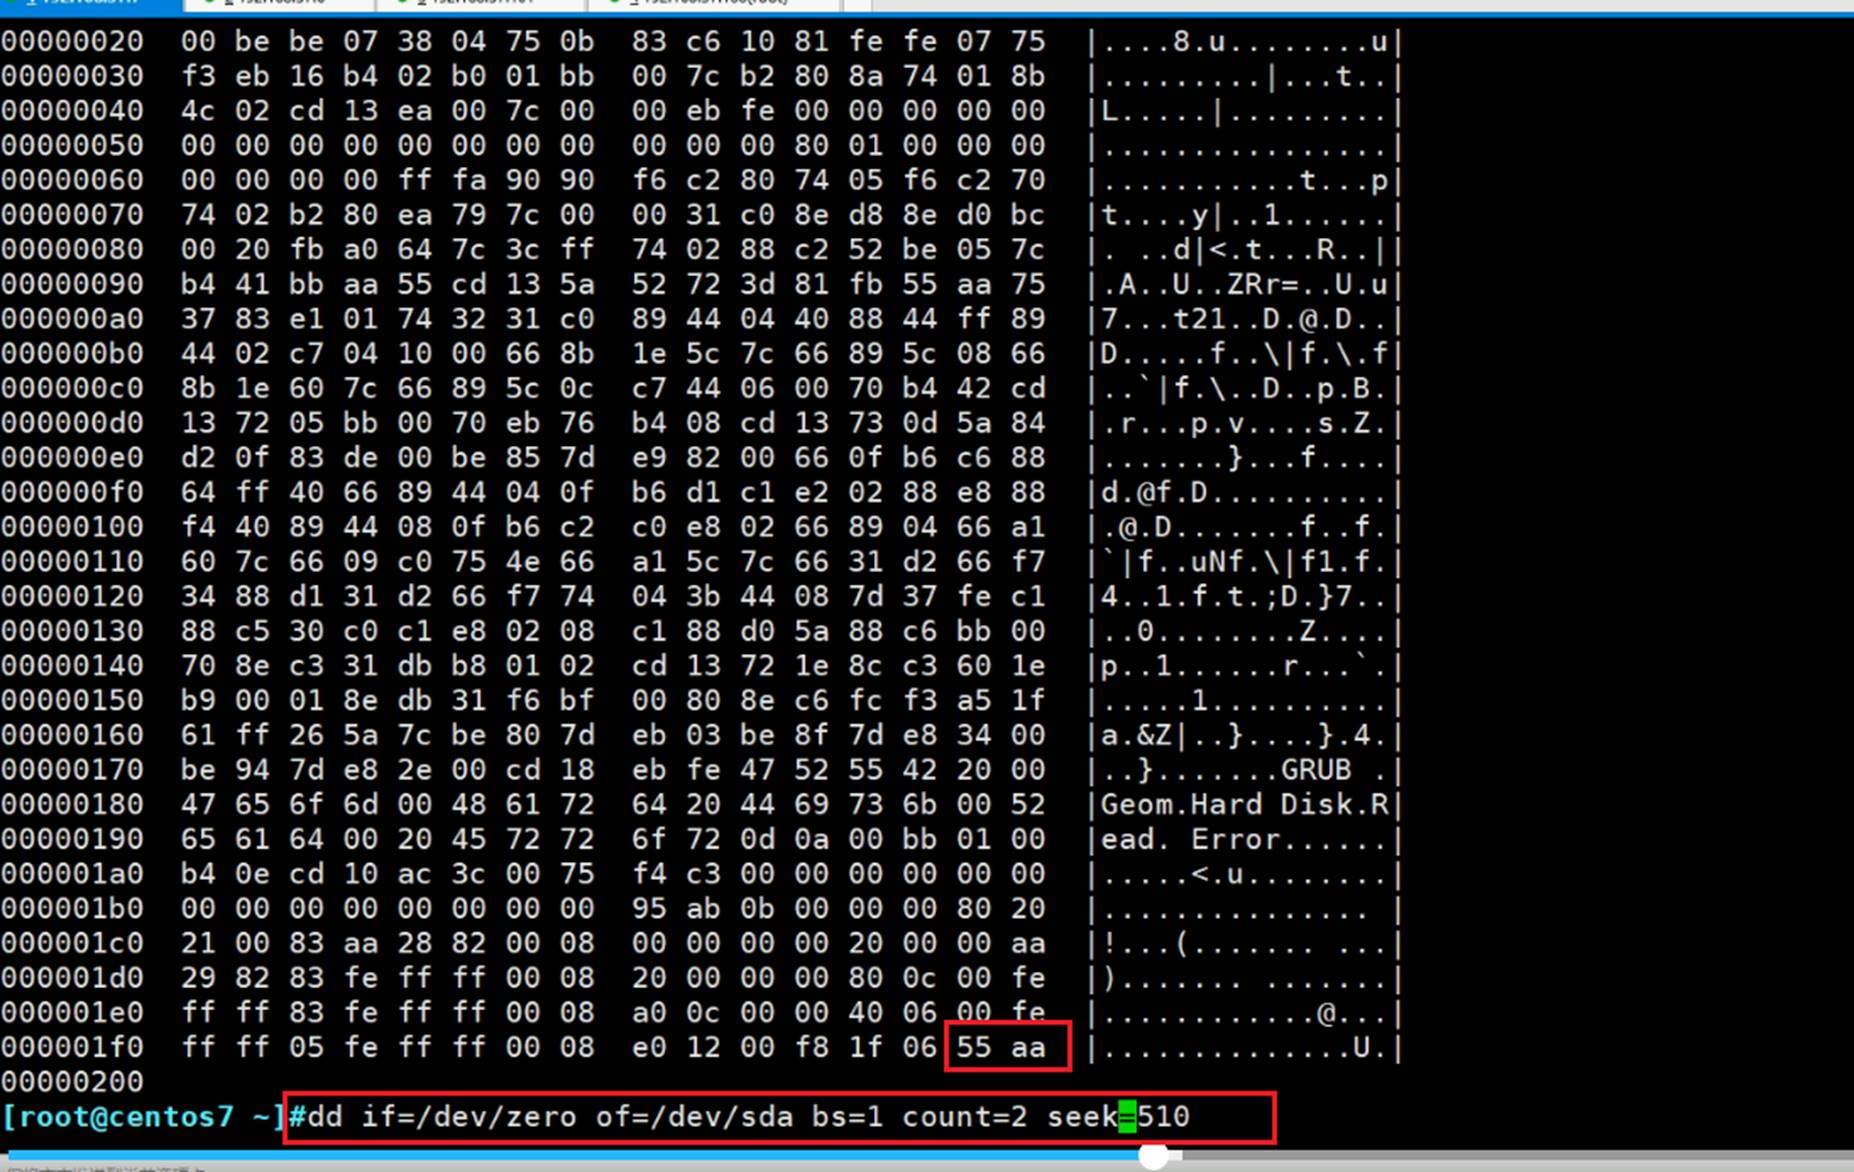 00000020  00 be be 07 38 04 75 0b  83 c6 10 81 fe fe 07 75  |....8.u........u|
00000030  f3 eb 16 b4 02 b0 01 bb  00 7c b2 80 8a 74 01 8b  |.........|...t..|
00000040  4c 02 cd 13 ea 00 7c 00  00 eb fe 00 00 00 00 00  |L.....|.........|
00000050  00 00 00 00 00 00 00 00  00 00 00 80 01 00 00 00  |................|
00000060  00 00 00 00 ff fa 90 90  f6 c2 80 74 05 f6 c2 70  |...........t...p|
00000070  74 02 b2 80 ea 79 7c 00  00 31 c0 8e d8 8e d0 bc  |t....y|..1......|
00000080  00 20 fb a0 64 7c 3c ff  74 02 88 c2 52 be 05 7c  |. ..d|<.t...R..||
00000090  b4 41 bb aa 55 cd 13 5a  52 72 3d 81 fb 55 aa 75  |.A..U..ZRr=..U.u|
000000a0  37 83 e1 01 74 32 31 c0  89 44 04 40 88 44 ff 89  |7...t21..D.@.D..|
000000b0  44 02 c7 04 10 00 66 8b  1e 5c 7c 66 89 5c 08 66  |D.....f..\|f.\.f|
000000c0  8b 1e 60 7c 66 89 5c 0c  c7 44 06 00 70 b4 42 cd  |..`|f.\..D..p.B.|
000000d0  13 72 05 bb 00 70 eb 76  b4 08 cd 13 73 0d 5a 84  |.r...p.v....s.Z.|
000000e0  d2 0f 83 de 00 be 85 7d  e9 82 00 66 0f b6 c6 88  |.......}...f....|
000000f0  64 ff 40 66 89 44 04 0f  b6 d1 c1 e2 02 88 e8 88  |d.@f.D..........|
00000100  f4 40 89 44 08 0f b6 c2  c0 e8 02 66 89 04 66 a1  |.@.D.......f..f.|
00000110  60 7c 66 09 c0 75 4e 66  a1 5c 7c 66 31 d2 66 f7  |`|f..uNf.\|f1.f.|
00000120  34 88 d1 31 d2 66 f7 74  04 3b 44 08 7d 37 fe c1  |4..1.f.t.;D.}7..|
00000130  88 c5 30 c0 c1 e8 02 08  c1 88 d0 5a 88 c6 bb 00  |..0........Z....|
00000140  70 8e c3 31 db b8 01 02  cd 13 72 1e 8c c3 60 1e  |p..1......r...`.|
00000150  b9 00 01 8e db 31 f6 bf  00 80 8e c6 fc f3 a5 1f  |.....1..........|
00000160  61 ff 26 5a 7c be 80 7d  eb 03 be 8f 7d e8 34 00  |a.&Z|..}....}.4.|
00000170  be 94 7d e8 2e 00 cd 18  eb fe 47 52 55 42 20 00  |..}.......GRUB .|
00000180  47 65 6f 6d 00 48 61 72  64 20 44 69 73 6b 00 52  |Geom.Hard Disk.R|
00000190  65 61 64 00 20 45 72 72  6f 72 0d 0a 00 bb 01 00  |ead. Error......|
000001a0  b4 0e cd 10 ac 3c 00 75  f4 c3 00 00 00 00 00 00  |.....<.u........|
000001b0  00 00 00 00 00 00 00 00  95 ab 0b 00 00 00 80 20  |............... |
000001c0  21 00 83 aa 28 82 00 08  00 00 00 00 20 00 00 aa  |!...(....... ...|
000001d0  29 82 83 fe ff ff 00 08  20 00 00 00 80 0c 00 fe  |)....... .......|
000001e0  ff ff 83 fe ff ff 00 08  a0 0c 00 00 40 06 00 fe  |............@...|
000001f0  ff ff 05 fe ff ff 00 08  e0 12 00 f8 1f 06 55 aa  |..............U.|
00000200
[root@centos7 ~]#dd if=/dev/zero of=/dev/sda bs=1 count=2 seek=510